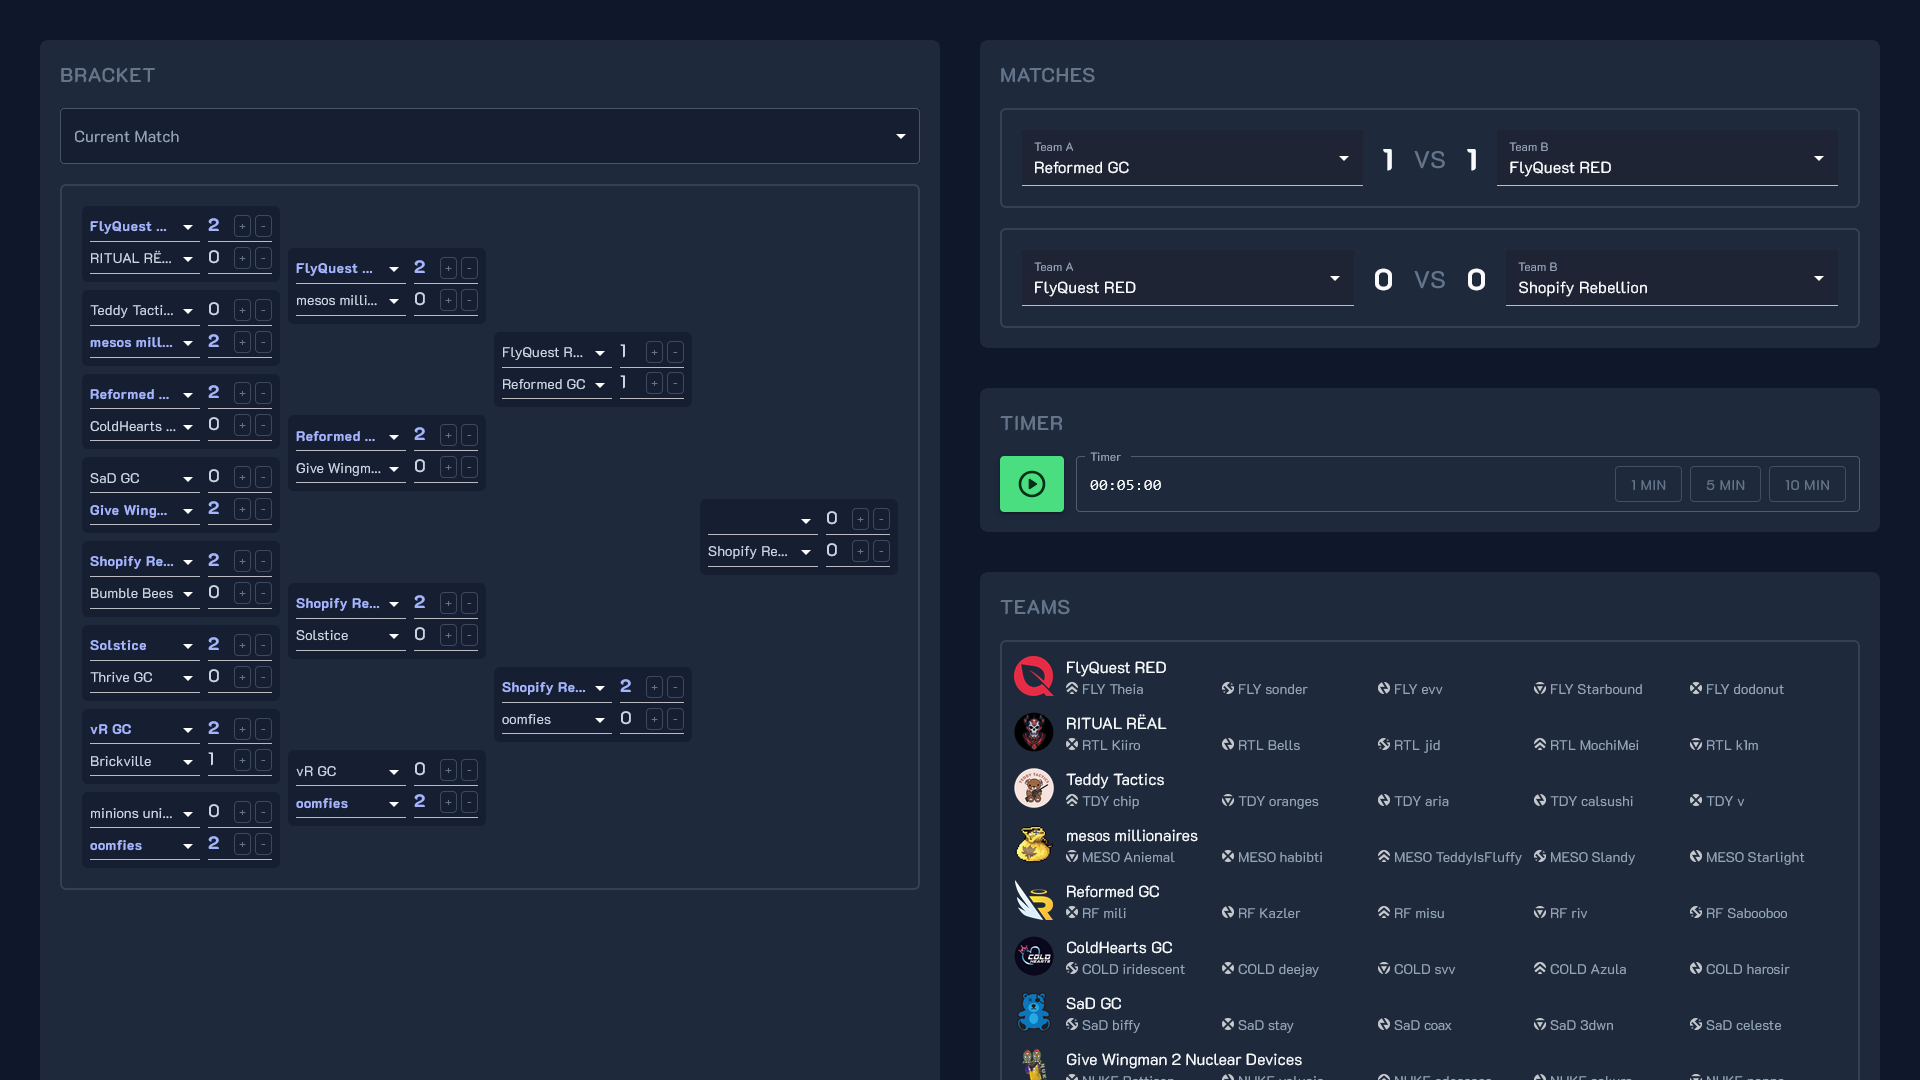 BRACKET
Current Match
FlyQuest ... 2 + -
RITUAL RË... 0 + -
Teddy Tacti... 0 + -
mesos mill... 2 + -
Reformed ... 2 + -
ColdHearts ... 0 + -
SaD GC 0 + -
Give Wing... 2 + -
Shopify Re... 2 + -
Bumble Bees 0 + -
Solstice 2 + -
Thrive GC 0 + -
vR GC 2 + -
Brickville 1 + -
minions uni... 0 + -
oomfies 2 + -
FlyQuest ... 2 + -
mesos milli... 0 + -
Reformed ... 2 + -
Give Wingm... 0 + -
Shopify Re... 2 + -
Solstice 0 + -
vR GC 0 + -
oomfies 2 + -
FlyQuest R... 1 + -
Reformed GC 1 + -
Shopify Re... 2 + -
oomfies 0 + -
0 + -
Shopify Re... 0 + -
MATCHES
Team A
Reformed GC
1 VS 1
Team B
FlyQuest RED
Team A
FlyQuest RED
0 VS 0
Team B
Shopify Rebellion
TIMER
Timer
00:05:00
1 MIN 5 MIN 10 MIN
TEAMS
FlyQuest RED
FLY Theia FLY sonder FLY evv FLY Starbound FLY dodonut
RITUAL RËAL
RTL Kiiro RTL Bells RTL jid RTL MochiMei RTL k1m
Teddy Tactics
TDY chip TDY oranges TDY aria TDY calsushi TDY v
mesos millionaires
MESO Aniemal MESO habibti MESO TeddyIsFluffy MESO Slandy MESO Starlight
Reformed GC
RF mili RF Kazler RF misu RF riv RF Sabooboo
ColdHearts GC
COLD iridescent COLD deejay COLD svv COLD Azula COLD harosir
SaD GC
SaD biffy SaD stay SaD coax SaD 3dwn SaD celeste
Give Wingman 2 Nuclear Devices